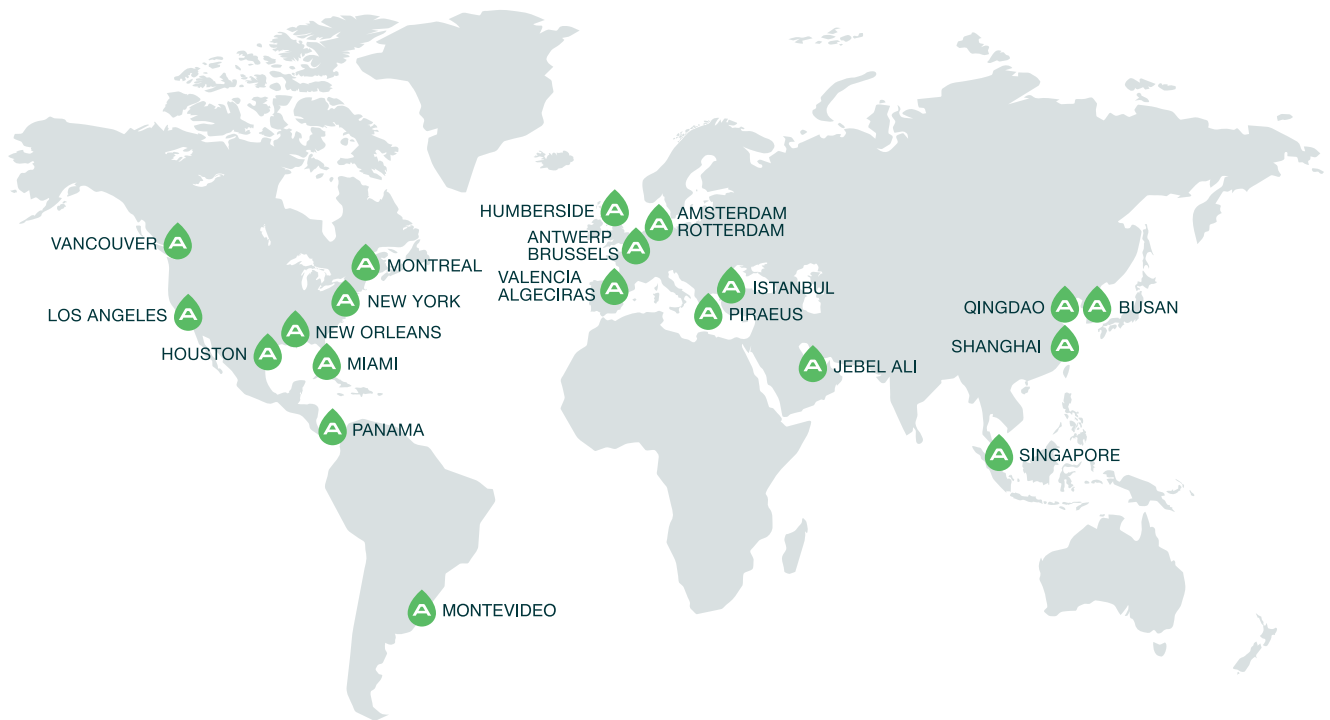 HUMBERSIDE
AMSTERDAM
ROTTERDAM
ANTWERP
BRUSSELS
VANCOUVER
MONTREAL
VALENCIA
ALGECIRAS
ISTANBUL
NEW YORK
LOS ANGELES
PIRAEUS
QINGDAO
BUSAN
NEW ORLEANS
SHANGHAI
HOUSTON
MIAMI
JEBEL ALI
PANAMA
SINGAPORE
MONTEVIDEO